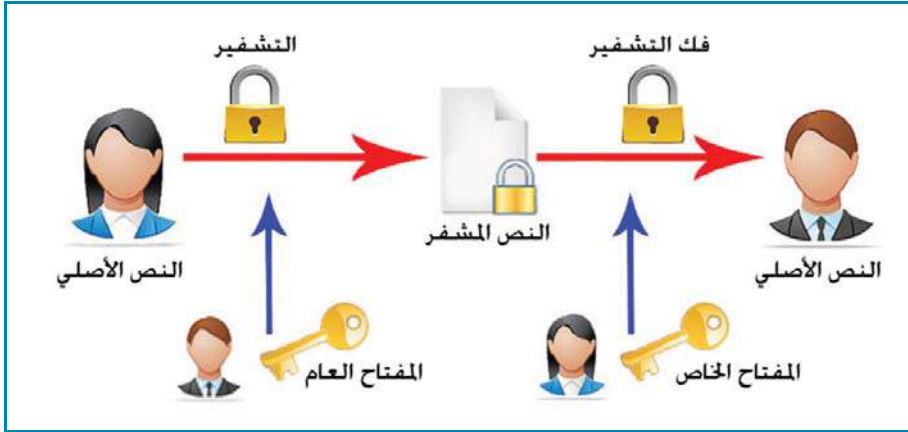 فك التشفير
التشفير
النص المشفر
النص الأصلي
النص الأصلي
المفتاح الخاص
المفتاح العام